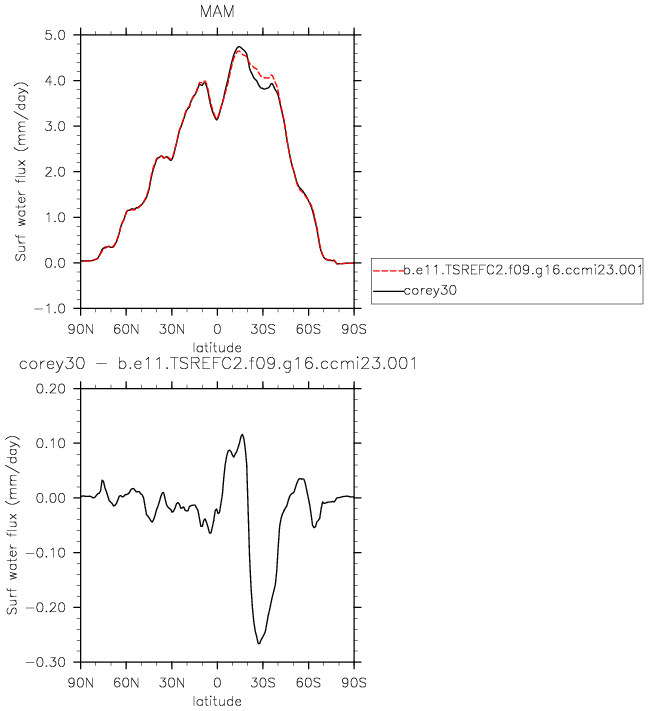 MAM
5.0
4.0
3.0
2.0
1.0
0.0
−1.0
Surf water flux (mm/day)
90N 60N 30N 0 30S 60S 90S
latitude
b.e11.TSREFC2.f09.g16.ccmi23.001
corey30
corey30 − b.e11.TSREFC2.f09.g16.ccmi23.001
0.20
0.10
0.00
−0.10
−0.20
−0.30
Surf water flux (mm/day)
90N 60N 30N 0 30S 60S 90S
latitude